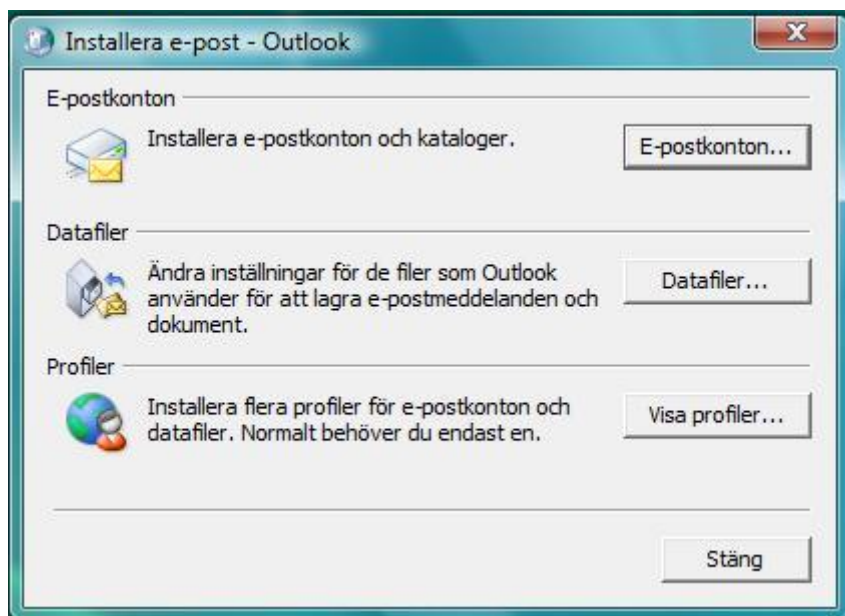 Installera e-post - Outlook
E-postkonton
Installera e-postkonton och kataloger.
E-postkonton...
Datafiler
Ändra inställningar för de filer som Outlook
använder för att lagra e-postmeddelanden och
dokument.
Datafiler...
Profiler
Installera flera profiler för e-postkonton och
datafiler. Normalt behöver du endast en.
Visa profiler...
Stäng